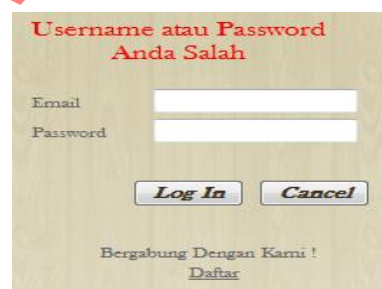 Username atau Password
Anda Salah
Email
Password
Log In Cancel
Bergabung Dengan Kami !
Daftar